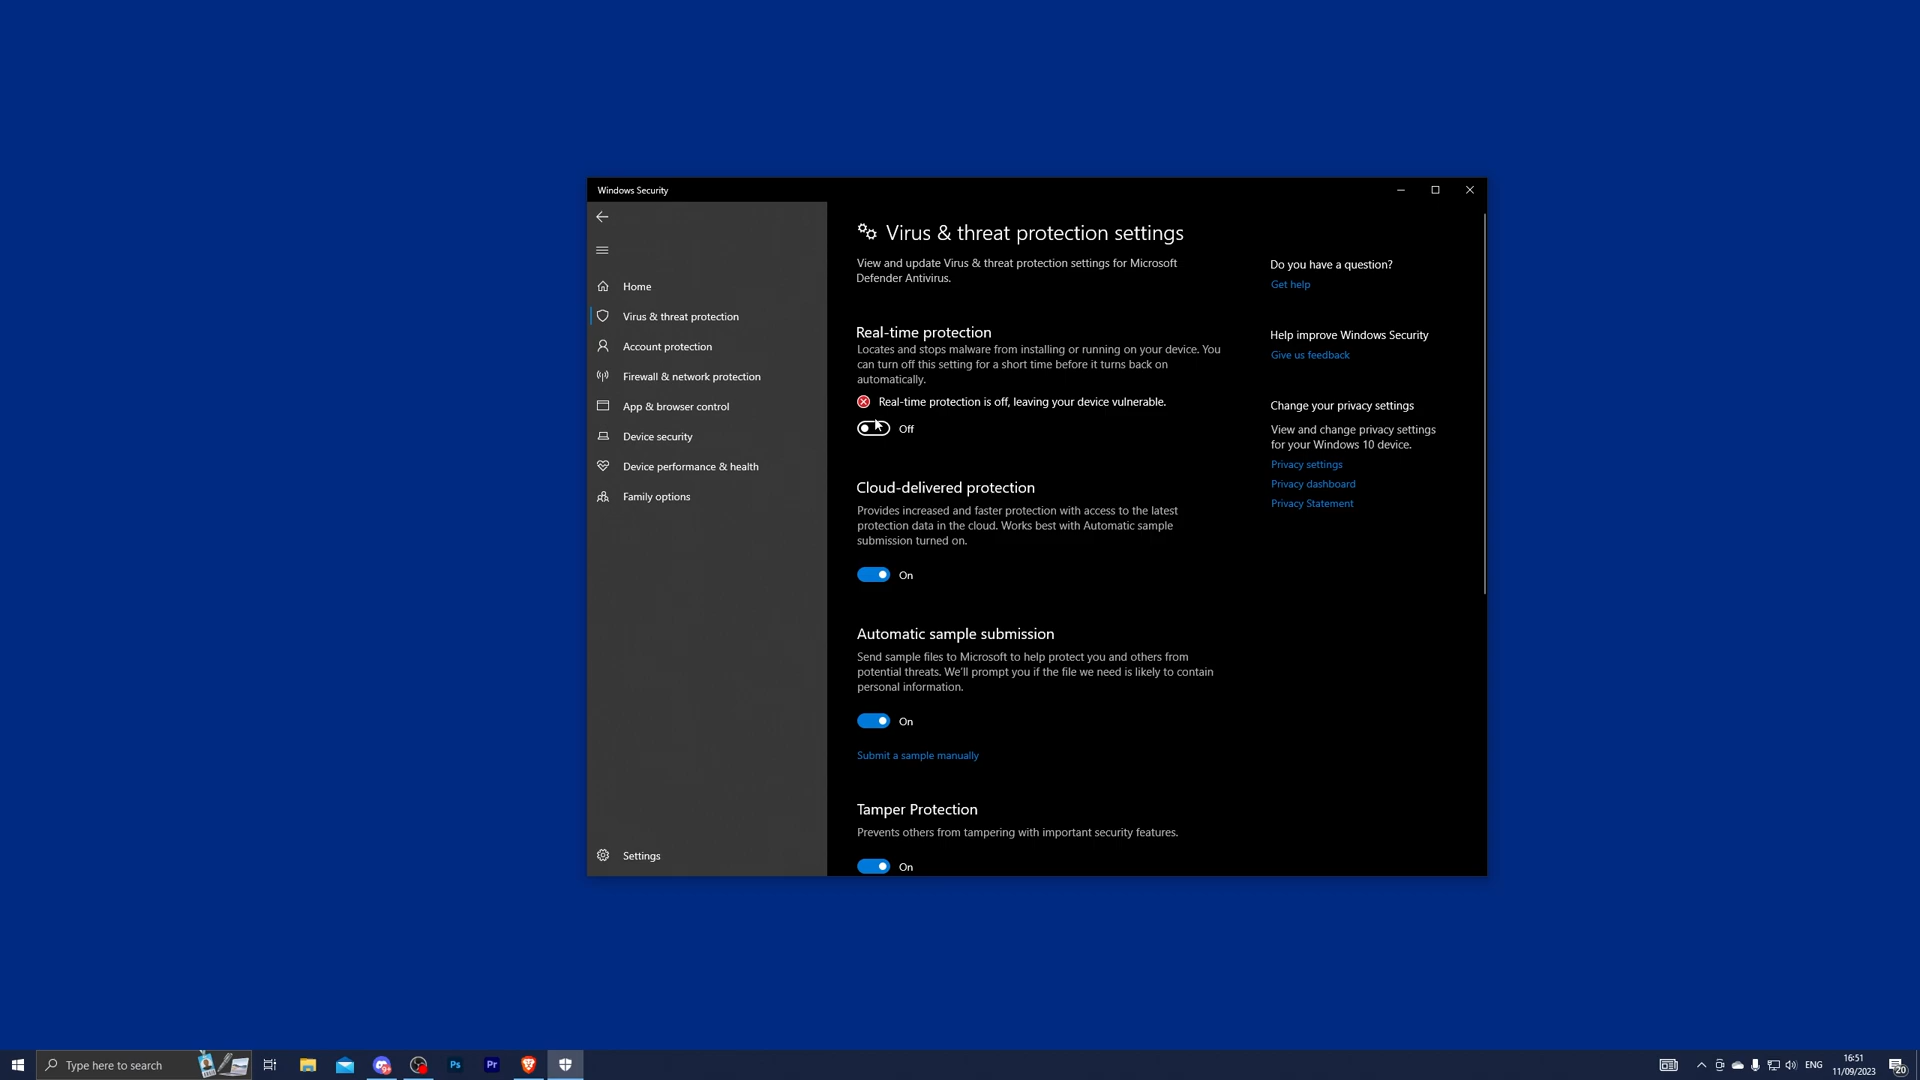 Windows Security
Home
Virus & threat protection
Account protection
Firewall & network protection
App & browser control
Device security
Device performance & health
Family options
Settings
Virus & threat protection settings
View and update Virus & threat protection settings for Microsoft
Defender Antivirus.
Real-time protection
Locates and stops malware from installing or running on your device. You
can turn off this setting for a short time before it turns back on
automatically.
Real-time protection is off, leaving your device vulnerable.
Off
Cloud-delivered protection
Provides increased and faster protection with access to the latest
protection data in the cloud. Works best with Automatic sample
submission turned on.
On
Automatic sample submission
Send sample files to Microsoft to help protect you and others from
potential threats. We'll prompt you if the file we need is likely to contain
personal information.
On
Submit a sample manually
Tamper Protection
Prevents others from tampering with important security features.
On
Do you have a question?
Get help
Help improve Windows Security
Give us feedback
Change your privacy settings
View and change privacy settings
for your Windows 10 device.
Privacy settings
Privacy dashboard
Privacy Statement
Type here to search
Ps
Pr
ENG
16:51
11/09/2023
20